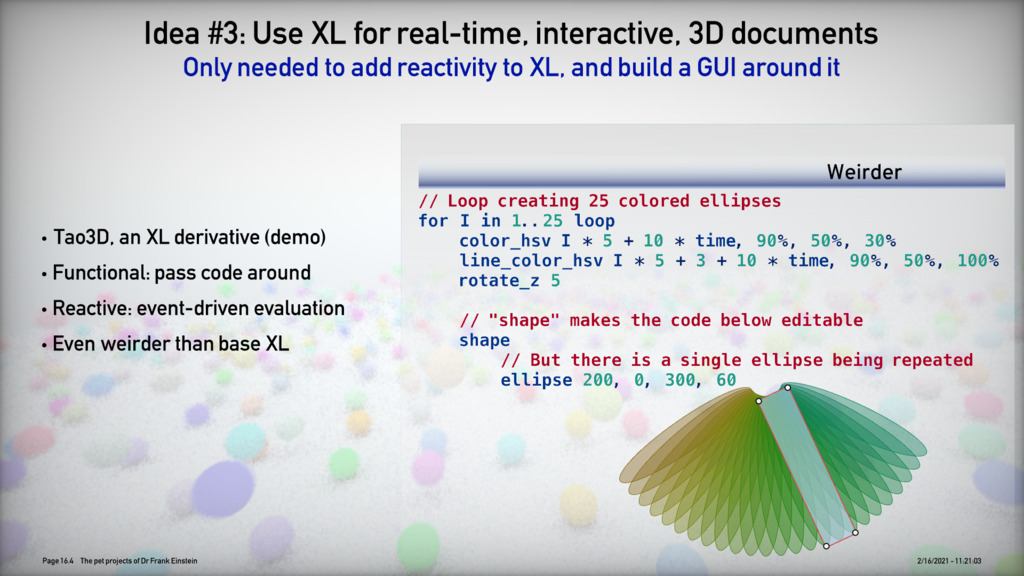 Idea #3: Use XL for real-time, interactive, 3D documents
Only needed to add reactivity to XL, and build a GUI around it
• Tao3D, an XL derivative (demo)
• Functional: pass code around
• Reactive: event-driven evaluation
• Even weirder than base XL
Weirder
// Loop creating 25 colored ellipses
for I in 1..25 loop
color_hsv I * 5 + 10 * time, 90%, 50%, 30%
line_color_hsv I * 5 + 3 + 10 * time, 90%, 50%, 100%
rotate_z 5
// "shape" makes the code below editable
shape
// But there is a single ellipse being repeated
ellipse 200, 0, 300, 60
Page 16.4 The pet projects of Dr Frank Einstein
2/16/2021 - 11:21:03